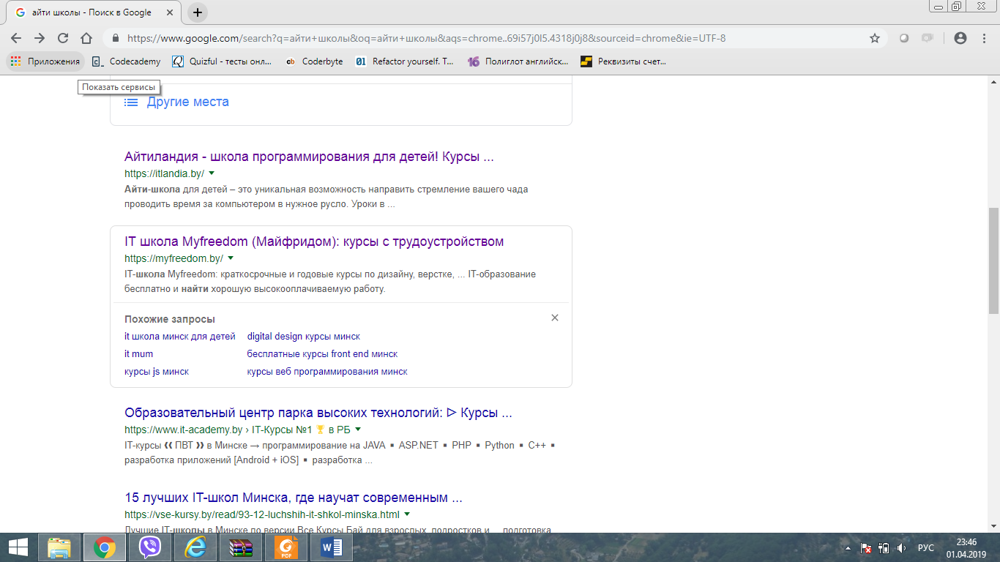 айти школы - Поиск в Google
https://www.google.com/search?q=айти+школы&oq=айти+школы&aqs=chrome..69i57j0l5.4318j0j8&sourceid=chrome&ie=UTF-8
Приложения Codecademy Quizful - тесты онл... Coderbyte Refactor yourself. T... Полиглот английск... Реквизиты счет...
Показать сервисы
Другие места
Айтиландия - школа программирования для детей! Курсы ...
https://itlandia.by/
Айти-школа для детей – это уникальная возможность направить стремление вашего чада
проводить время за компьютером в нужное русло. Уроки в ...
IT школа Myfreedom (Майфридом): курсы с трудоустройством
https://myfreedom.by/
IT-школа Myfreedom: краткосрочные и годовые курсы по дизайну, верстке, ... IT-образование
бесплатно и найти хорошую высокооплачиваемую работу.
Похожие запросы
it школа минск для детей digital design курсы минск
it mum бесплатные курсы front end минск
курсы js минск курсы веб программирования минск
Образовательный центр парка высоких технологий: ᐅ Курсы ...
https://www.it-academy.by › IT-Курсы №1 🏆 в РБ
IT-курсы ❰❰ ПВТ ❱❱ в Минске → программирование на JAVA ▪ ASP.NET ▪ PHP ▪ Python ▪ C++ ▪
разработка приложений [Android + iOS] ▪ разработка ...
15 лучших IT-школ Минска, где научат современным ...
https://vse-kursy.by/read/93-12-luchshih-it-shkol-minska.html
Лучшие IT-школы в Минске по версии Все Курсы Бай для взрослых, подростков и ... подготовка
PDF
РУС
23:46
01.04.2019